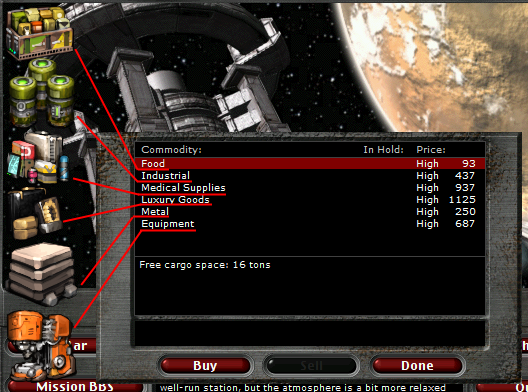 Commodity: In Hold: Price:
Food High 93
Industrial High 437
Medical Supplies High 937
Luxury Goods High 1125
Metal High 250
Equipment High 687
Free cargo space: 16 tons
ar
Buy Sell Done
Mission BBS
well-run station, but the atmosphere is a bit more relaxed